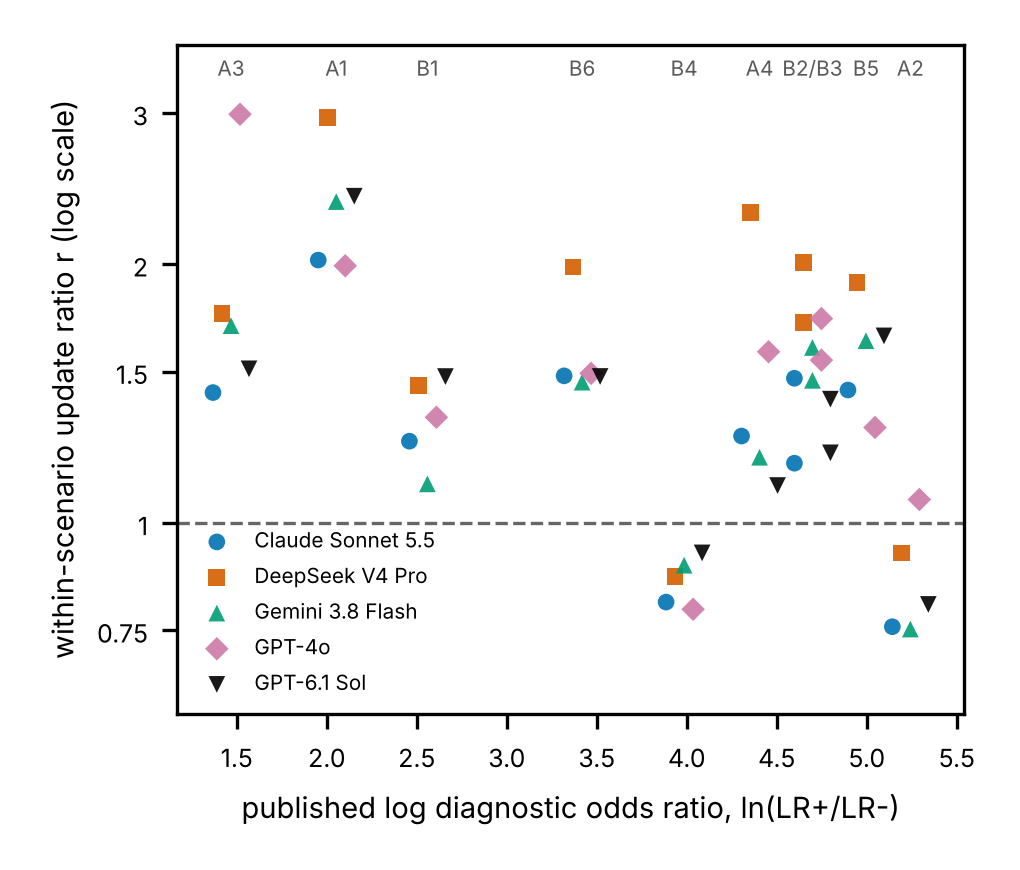 A3 A1 B1 B6 B4 A4 B2/B3 B5 A2
within-scenario update ratio r (log scale)
3
2
1.5
1
0.75
Claude Sonnet 5.5
DeepSeek V4 Pro
Gemini 3.8 Flash
GPT-4o
GPT-6.1 Sol
1.5 2.0 2.5 3.0 3.5 4.0 4.5 5.0 5.5
published log diagnostic odds ratio, ln(LR+/LR-)